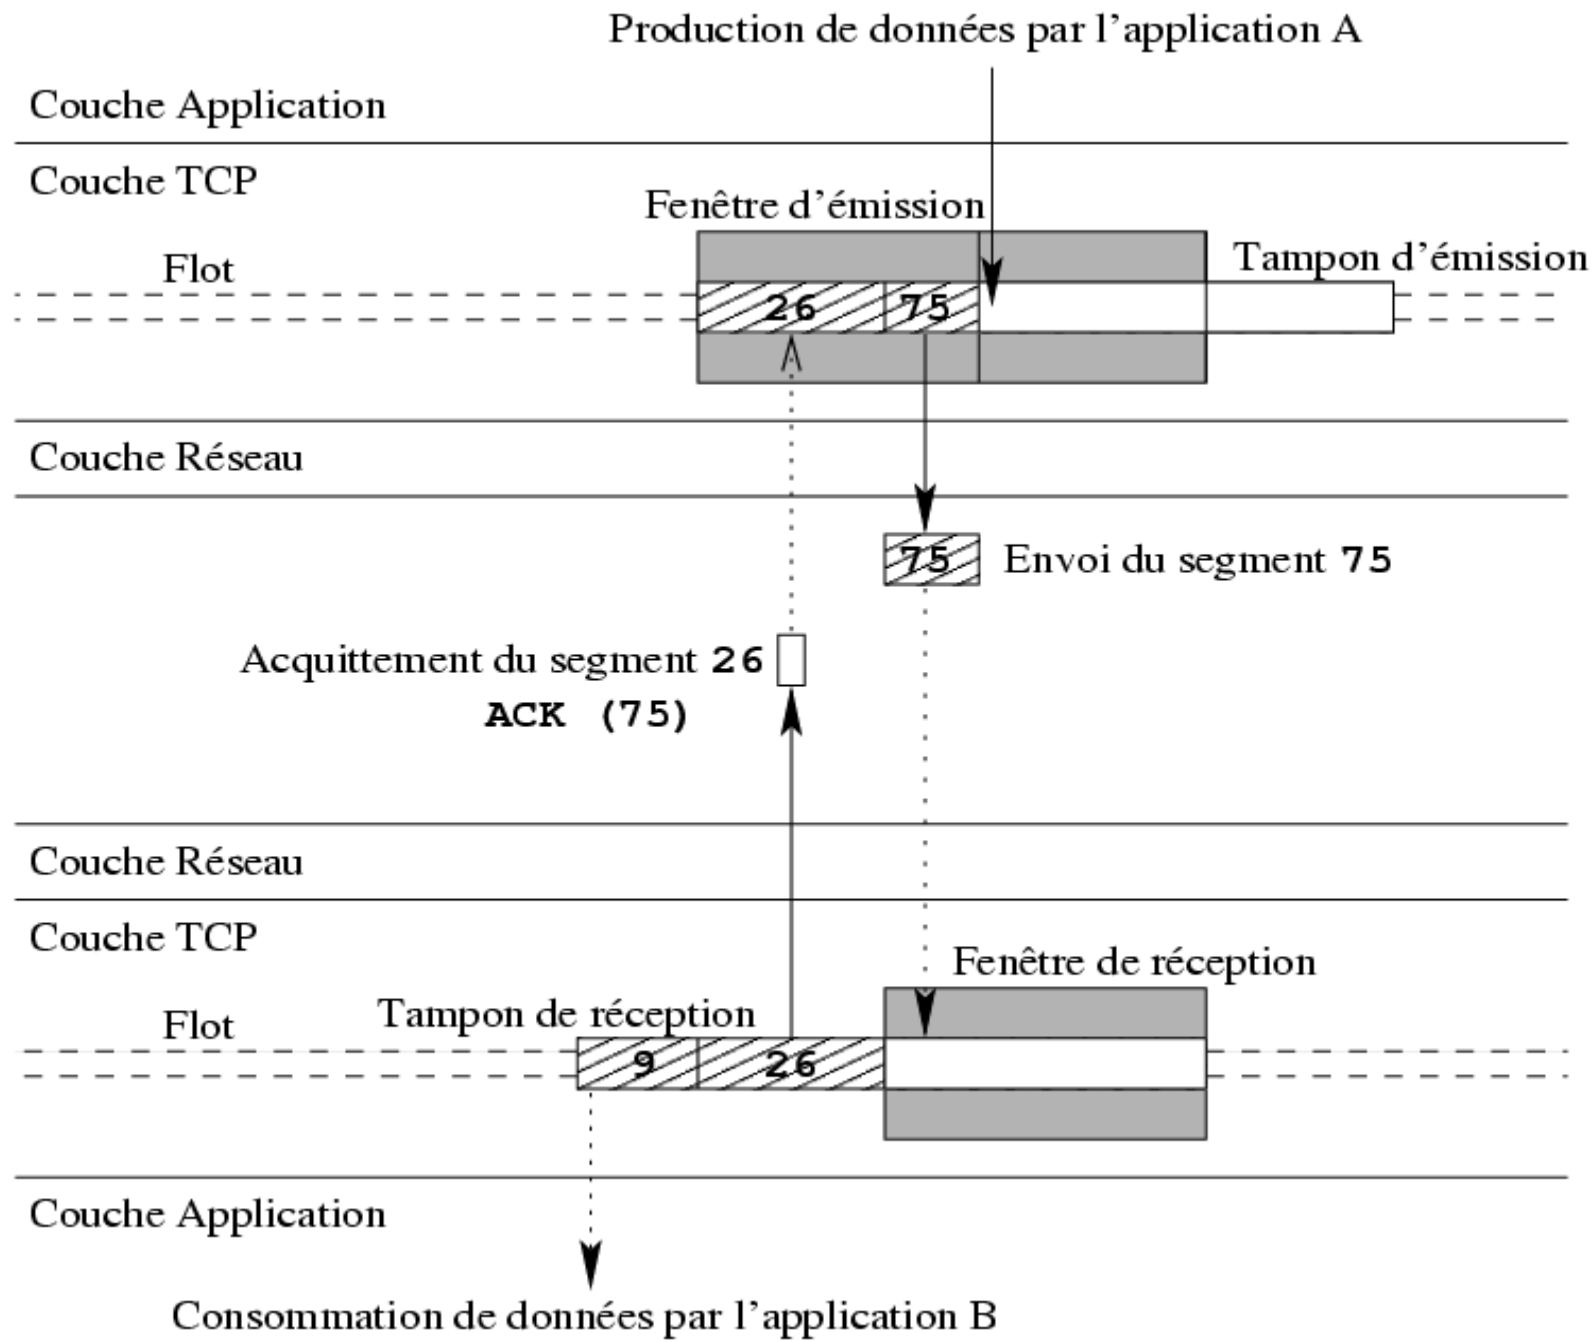 Production de données par l'application A
Couche Application
Couche TCP
Fenêtre d'émission
Flot
Tampon d'émission
26
75
Couche Réseau
75
Envoi du segment 75
Acquittement du segment 26
ACK (75)
Couche Réseau
Couche TCP
Fenêtre de réception
Tampon de réception
Flot
9
26
Couche Application
Consommation de données par l'application B